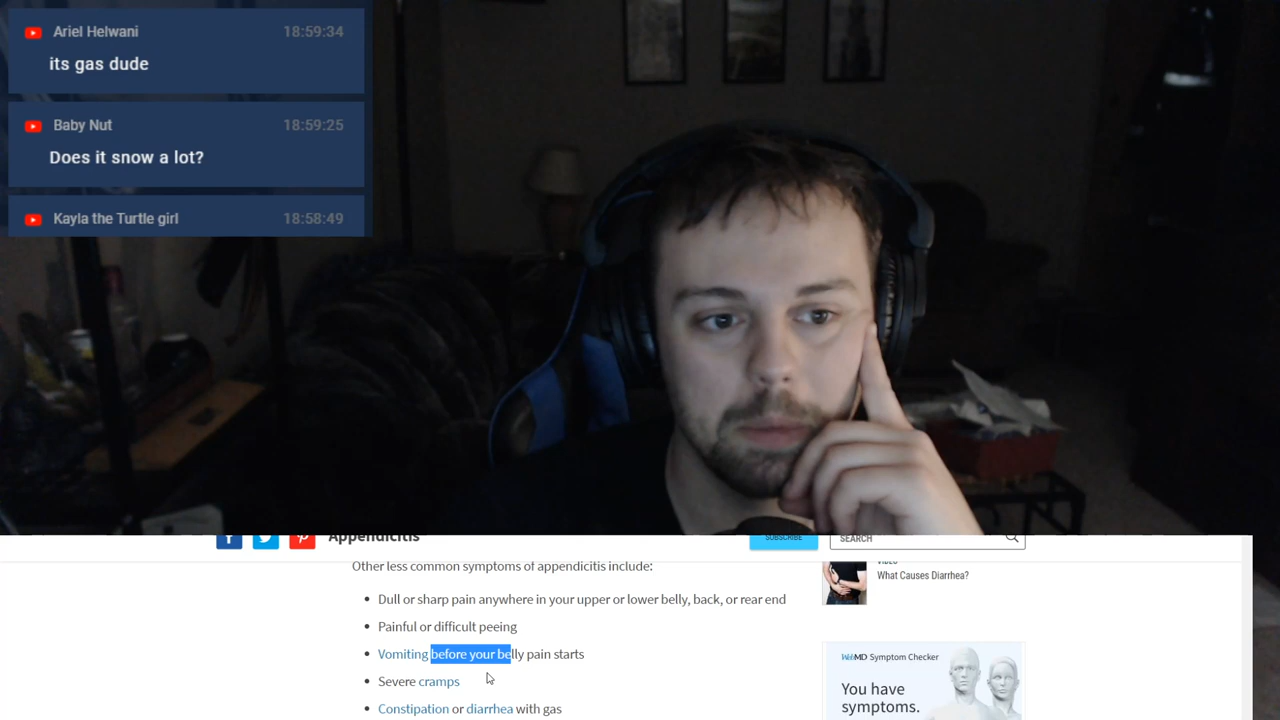 Ariel Helwani 18:59:34
its gas dude
Baby Nut 18:59:25
Does it snow a lot?
Kayla the Turtle girl 18:58:49
Appendicitis
SUBSCRIBE
SEARCH
Other less common symptoms of appendicitis include:
VIDEO
What Causes Diarrhea?
Dull or sharp pain anywhere in your upper or lower belly, back, or rear end
Painful or difficult peeing
Vomiting before your belly pain starts
WebMD Symptom Checker
Severe cramps
You have
symptoms.
Constipation or diarrhea with gas